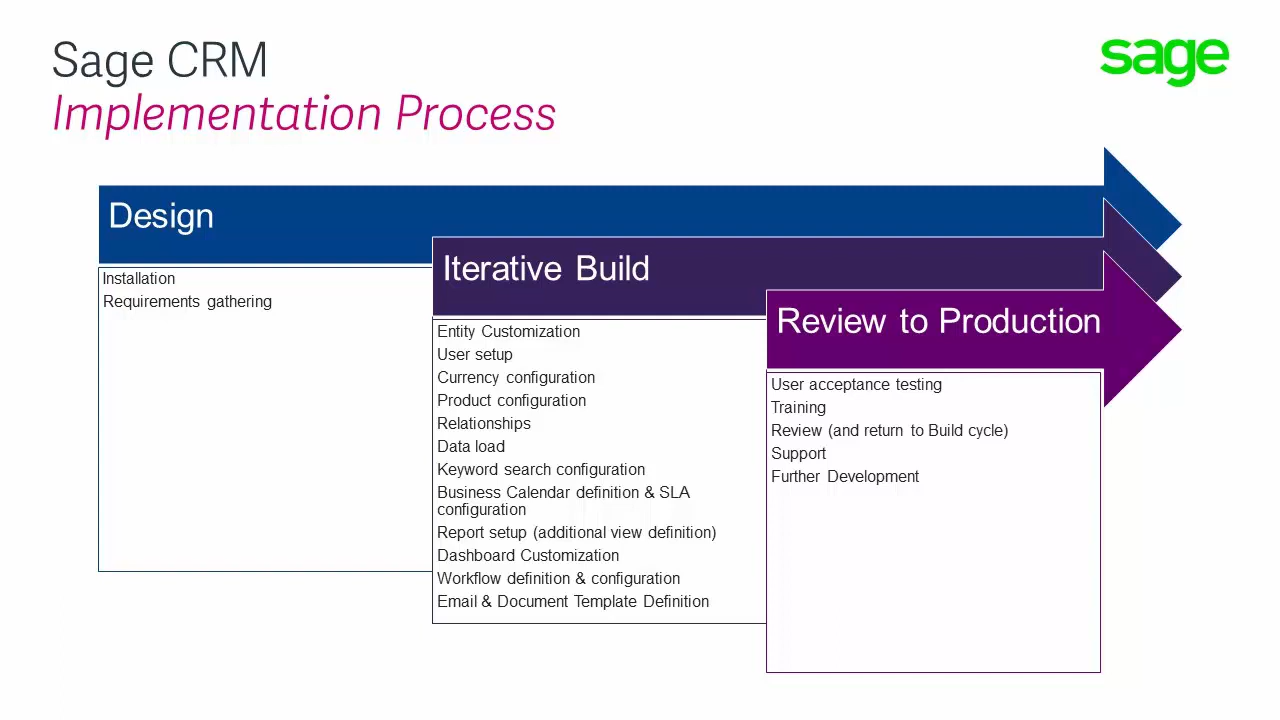 Sage CRM
Implementation Process
sage
Design
Installation
Requirements gathering
Iterative Build
Entity Customization
User setup
Currency configuration
Product configuration
Relationships
Data load
Keyword search configuration
Business Calendar definition & SLA
configuration
Report setup (additional view definition)
Dashboard Customization
Workflow definition & configuration
Email & Document Template Definition
Review to Production
User acceptance testing
Training
Review (and return to Build cycle)
Support
Further Development